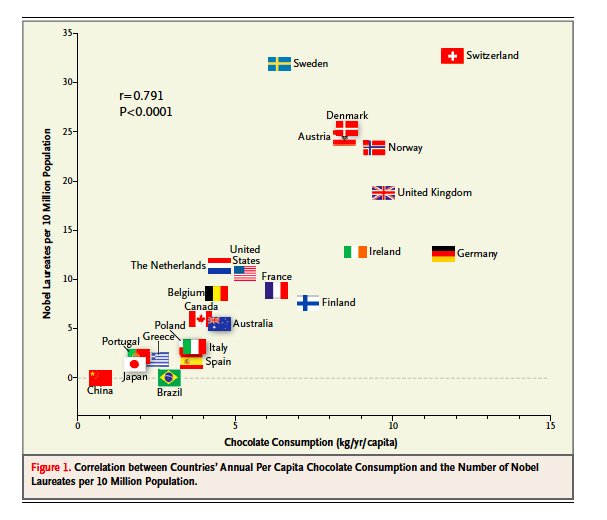 35
30
25
20
15
10
5
0
Nobel Laureates per 10 Million Population
r=0.791
P<0.0001
Sweden
Switzerland
Denmark
Austria
Norway
United Kingdom
Ireland
Germany
United
States
The Netherlands
France
Belgium
Finland
Canada
Australia
Poland
Greece
Portugal
Italy
Spain
Japan
China
Brazil
0
5
10
15
Chocolate Consumption (kg/yr/capita)
Figure 1. Correlation between Countries' Annual Per Capita Chocolate Consumption and the Number of Nobel
Laureates per 10 Million Population.